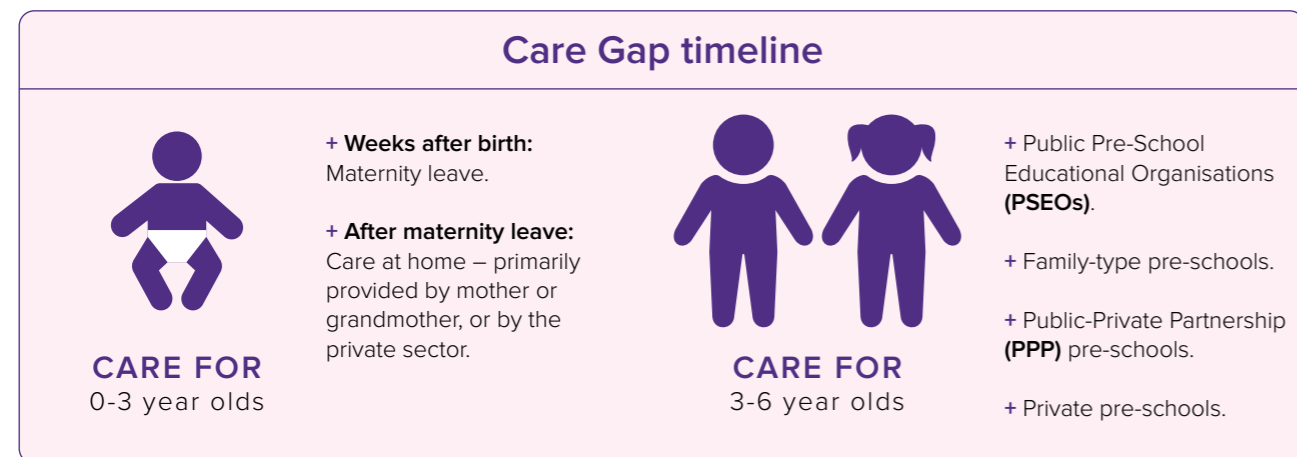 Care Gap timeline
+ Weeks after birth:
Maternity leave.
+ After maternity leave:
Care at home – primarily
provided by mother or
grandmother, or by the
private sector.
CARE FOR
0-3 year olds
CARE FOR
3-6 year olds
+ Public Pre-School
Educational Organisations
(PSEOs).
+ Family-type pre-schools.
+ Public-Private Partnership
(PPP) pre-schools.
+ Private pre-schools.